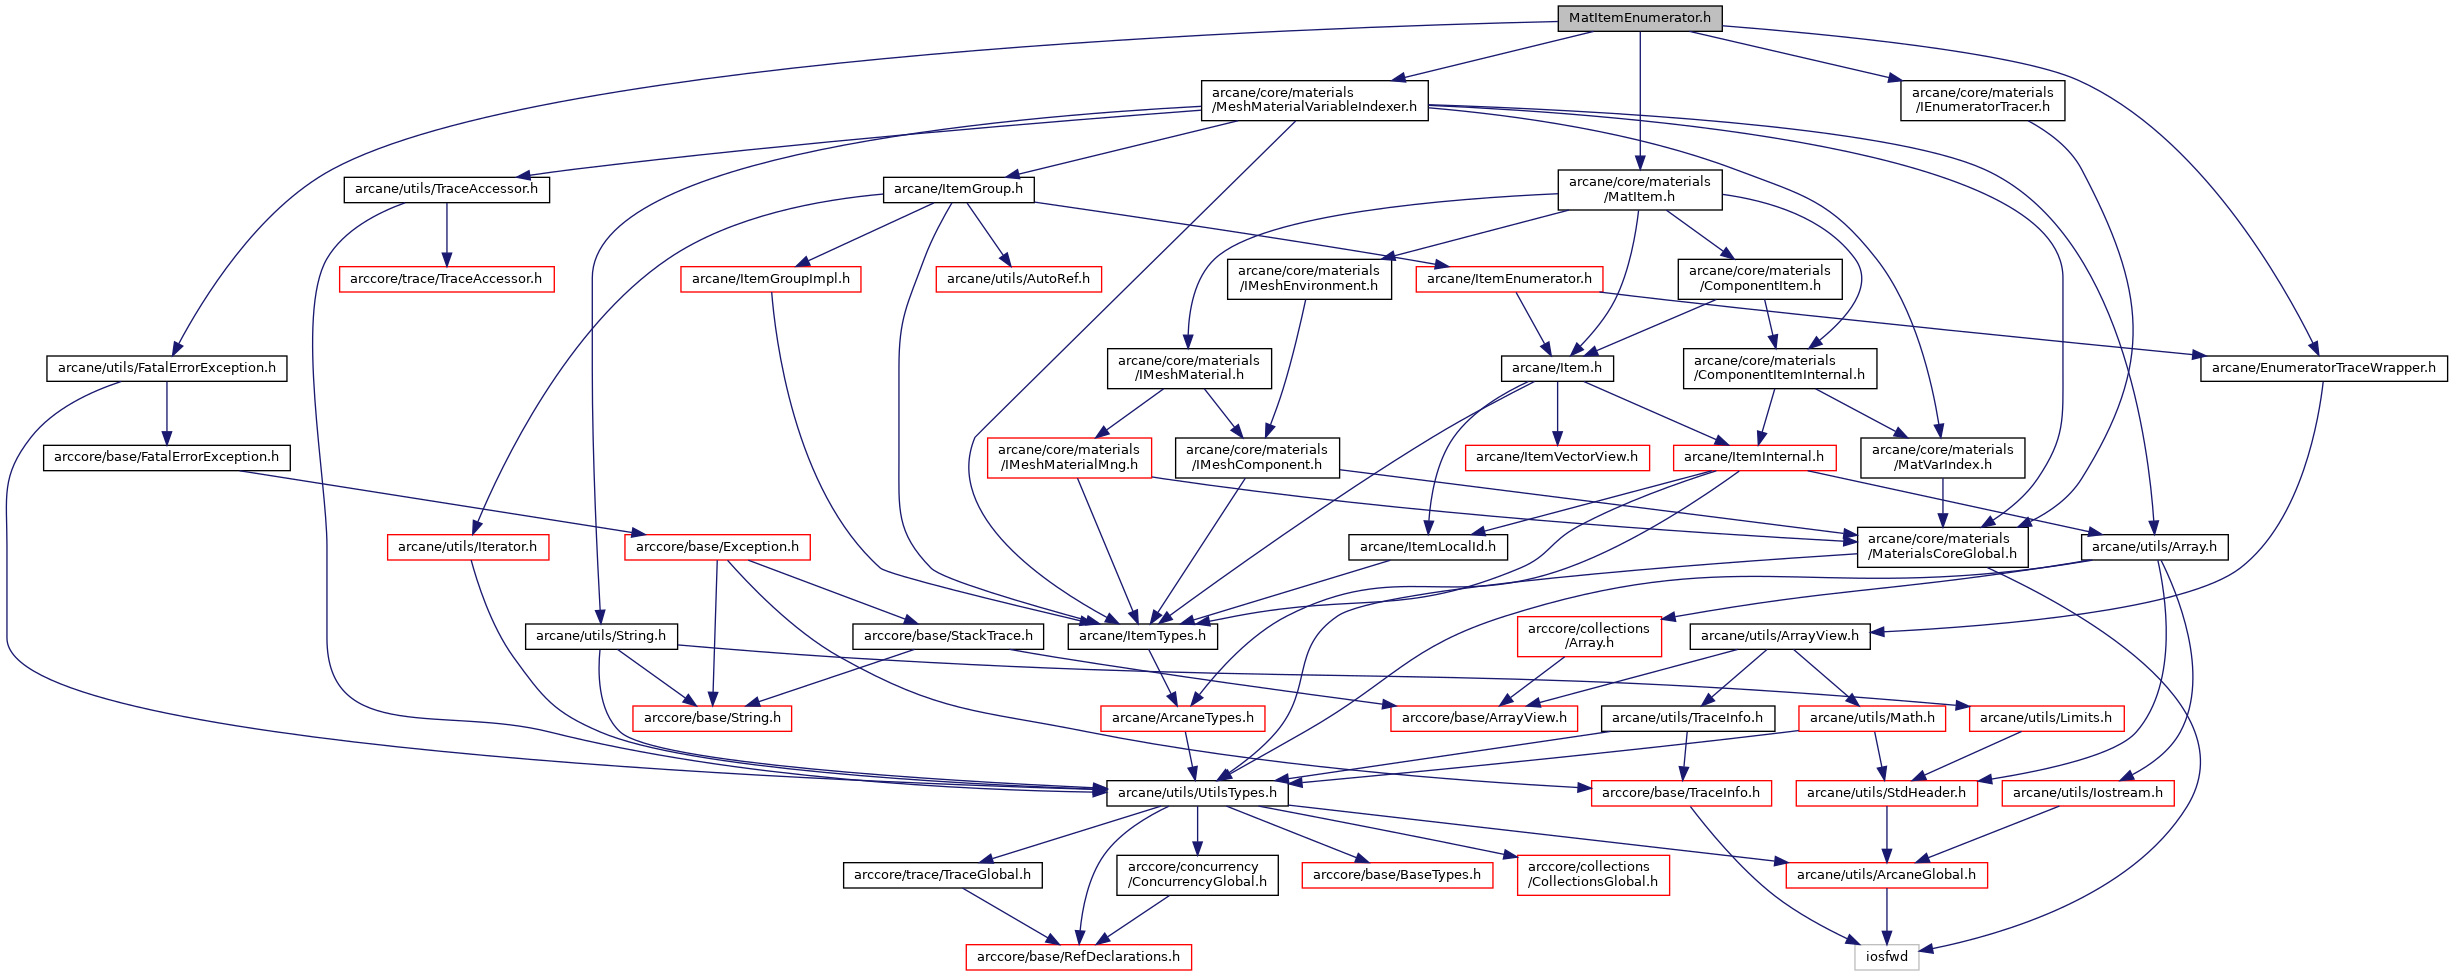 MatItemEnumerator.h
arcane/core/materials
/MeshMaterialVariableIndexer.h
arcane/core/materials
/IEnumeratorTracer.h
arcane/utils/TraceAccessor.h
arcane/ItemGroup.h
arcane/core/materials
/MatItem.h
arccore/trace/TraceAccessor.h
arcane/ItemGroupImpl.h
arcane/utils/AutoRef.h
arcane/core/materials
/IMeshEnvironment.h
arcane/ItemEnumerator.h
arcane/core/materials
/ComponentItem.h
arcane/utils/FatalErrorException.h
arcane/core/materials
/IMeshMaterial.h
arcane/Item.h
arcane/core/materials
/ComponentItemInternal.h
arcane/EnumeratorTraceWrapper.h
arccore/base/FatalErrorException.h
arcane/core/materials
/IMeshMaterialMng.h
arcane/core/materials
/IMeshComponent.h
arcane/ItemVectorView.h
arcane/ItemInternal.h
arcane/core/materials
/MatVarIndex.h
arcane/utils/Iterator.h
arccore/base/Exception.h
arcane/ItemLocalId.h
arcane/core/materials
/MaterialsCoreGlobal.h
arcane/utils/Array.h
arcane/utils/String.h
arccore/base/StackTrace.h
arcane/ItemTypes.h
arccore/collections
/Array.h
arcane/utils/ArrayView.h
arccore/base/String.h
arcane/ArcaneTypes.h
arccore/base/ArrayView.h
arcane/utils/TraceInfo.h
arcane/utils/Math.h
arcane/utils/Limits.h
arcane/utils/UtilsTypes.h
arccore/base/TraceInfo.h
arcane/utils/StdHeader.h
arcane/utils/Iostream.h
arccore/trace/TraceGlobal.h
arccore/concurrency
/ConcurrencyGlobal.h
arccore/base/BaseTypes.h
arccore/collections
/CollectionsGlobal.h
arcane/utils/ArcaneGlobal.h
arccore/base/RefDeclarations.h
iosfwd